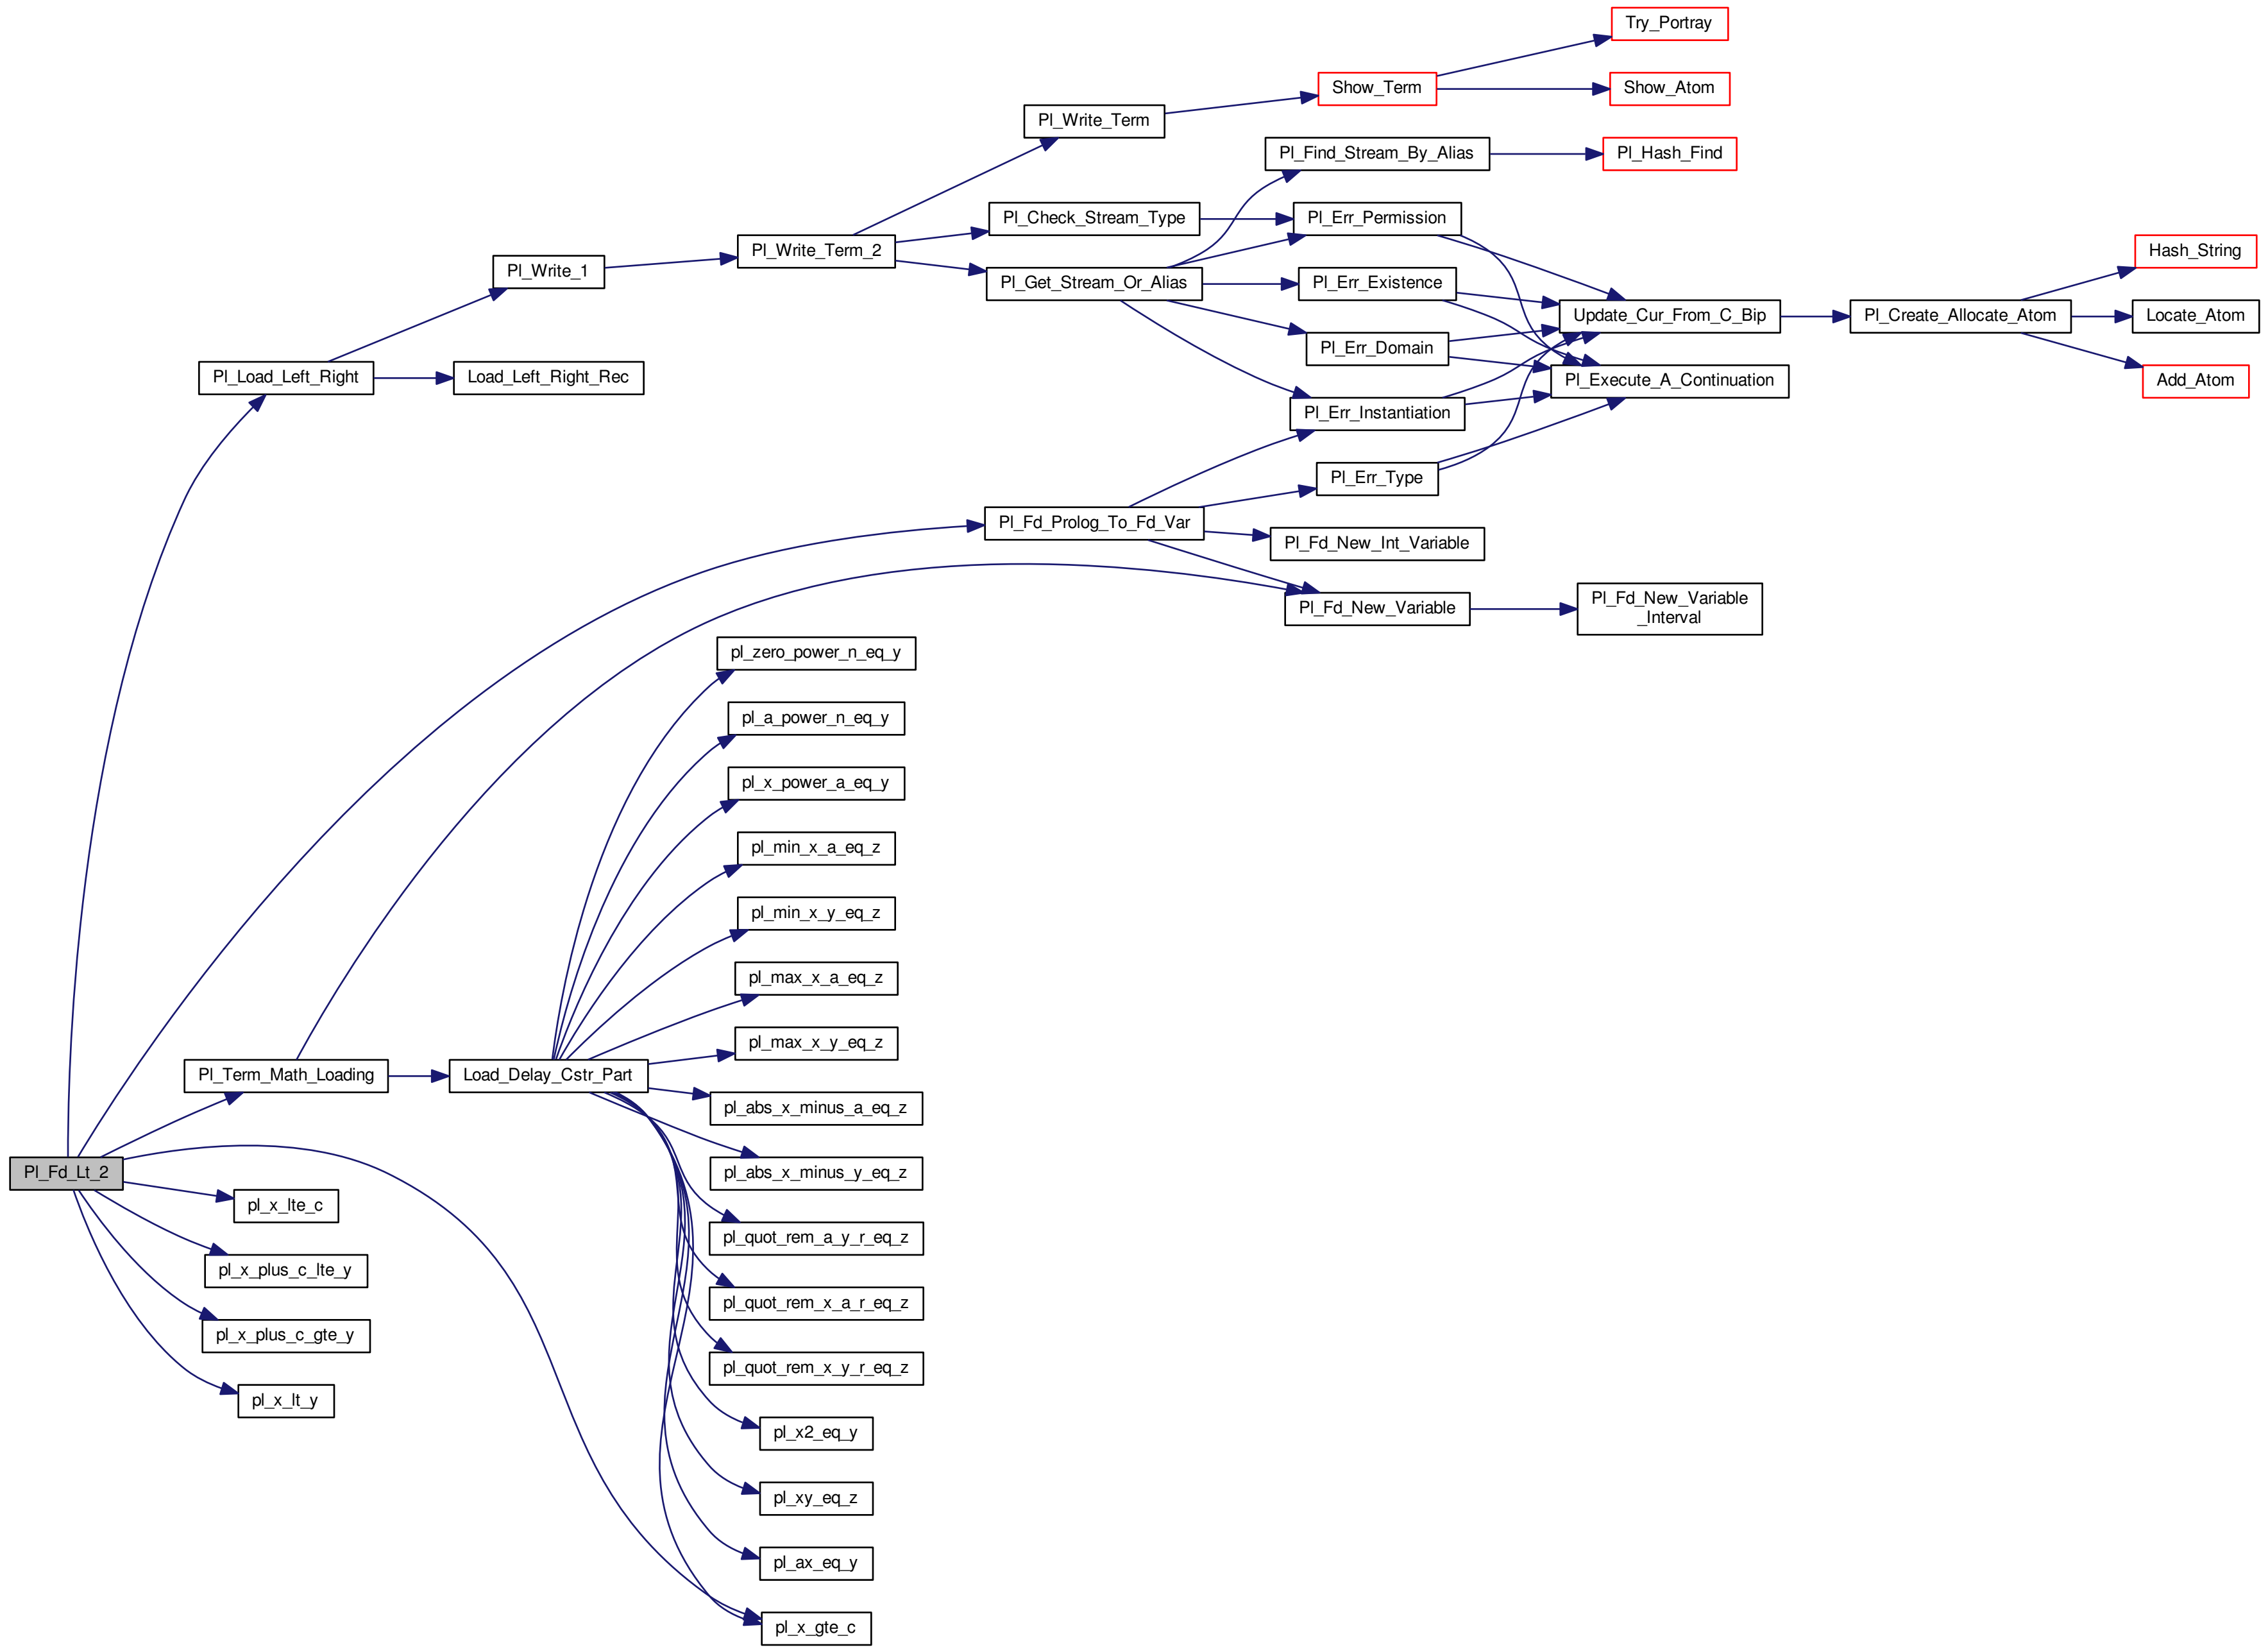 Try_Portray
Show_Term
Show_Atom
Pl_Write_Term
Pl_Find_Stream_By_Alias
Pl_Hash_Find
Pl_Check_Stream_Type
Pl_Err_Permission
Pl_Write_Term_2
Hash_String
Pl_Write_1
Pl_Get_Stream_Or_Alias
Pl_Err_Existence
Update_Cur_From_C_Bip
Pl_Create_Allocate_Atom
Locate_Atom
Pl_Err_Domain
Pl_Load_Left_Right
Load_Left_Right_Rec
Pl_Execute_A_Continuation
Add_Atom
Pl_Err_Instantiation
Pl_Err_Type
Pl_Fd_Prolog_To_Fd_Var
Pl_Fd_New_Int_Variable
Pl_Fd_New_Variable
Pl_Fd_New_Variable
_Interval
pl_zero_power_n_eq_y
pl_a_power_n_eq_y
pl_x_power_a_eq_y
pl_min_x_a_eq_z
pl_min_x_y_eq_z
pl_max_x_a_eq_z
pl_max_x_y_eq_z
Pl_Term_Math_Loading
Load_Delay_Cstr_Part
pl_abs_x_minus_a_eq_z
Pl_Fd_Lt_2
pl_abs_x_minus_y_eq_z
pl_x_lte_c
pl_quot_rem_a_y_r_eq_z
pl_x_plus_c_lte_y
pl_quot_rem_x_a_r_eq_z
pl_x_plus_c_gte_y
pl_quot_rem_x_y_r_eq_z
pl_x_lt_y
pl_x2_eq_y
pl_xy_eq_z
pl_ax_eq_y
pl_x_gte_c